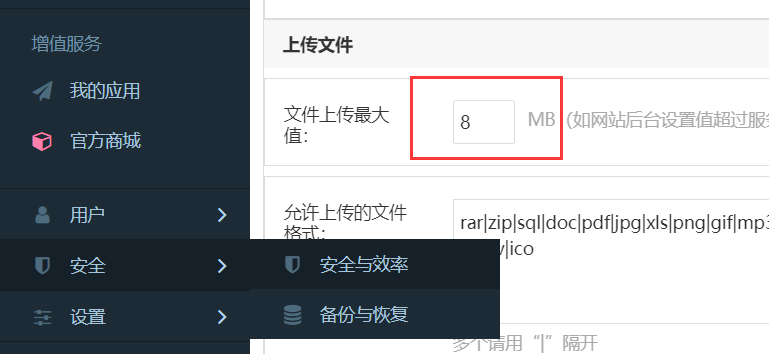 增值服务
我的应用
官方商城
用户
安全
设置
安全与效率
备份与恢复
上传文件
文件上传最大
值：
8
MB（如网站后台设置值超过服
允许上传的文件
格式：
rar|zip|sql|doc|pdf|jpg|xls|png|gif|mp3
|ico
多个请用“|”隔开